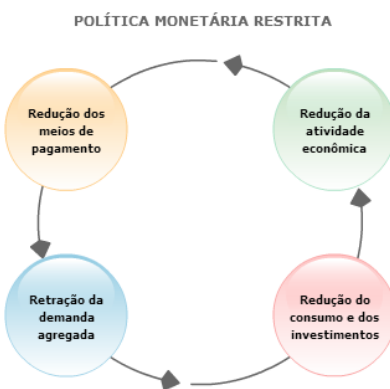 POLÍTICA MONETÁRIA RESTRITA
Redução dos
meios de
pagamento
Redução da
atividade
econômica
Retração da
demanda
agregada
Redução do
consumo e dos
investimentos